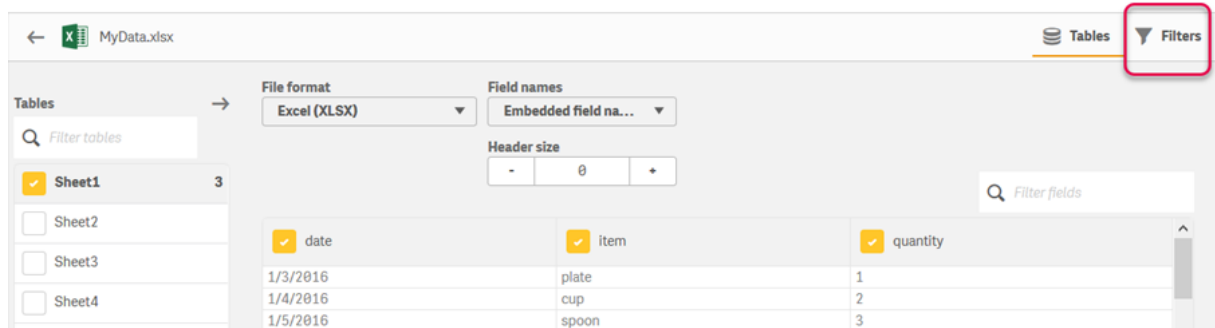 MyData.xlsx
Tables
Filters
Tables
Filter tables
Sheet1 3
Sheet2
Sheet3
Sheet4
File format
Excel (XLSX)
Field names
Embedded field na...
Header size
- 0 +
Filter fields
date item quantity
1/3/2016 plate 1
1/4/2016 cup 2
1/5/2016 spoon 3